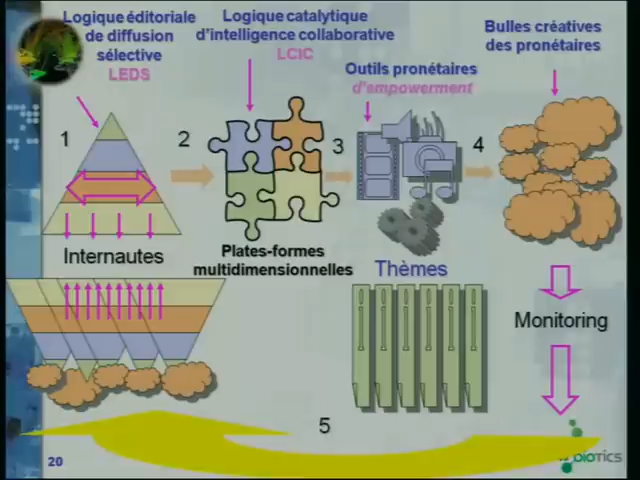 Logique éditoriale
de diffusion
sélective
LEDS
Logique catalytique
d'intelligence collaborative
LCIC
Outils pronétaires
d'empowerment
Bulles créatives
des pronétaires
1
2
3
4
Internautes
Plates-formes
multidimensionnelles
Thèmes
Monitoring
5
20
BIOTICS